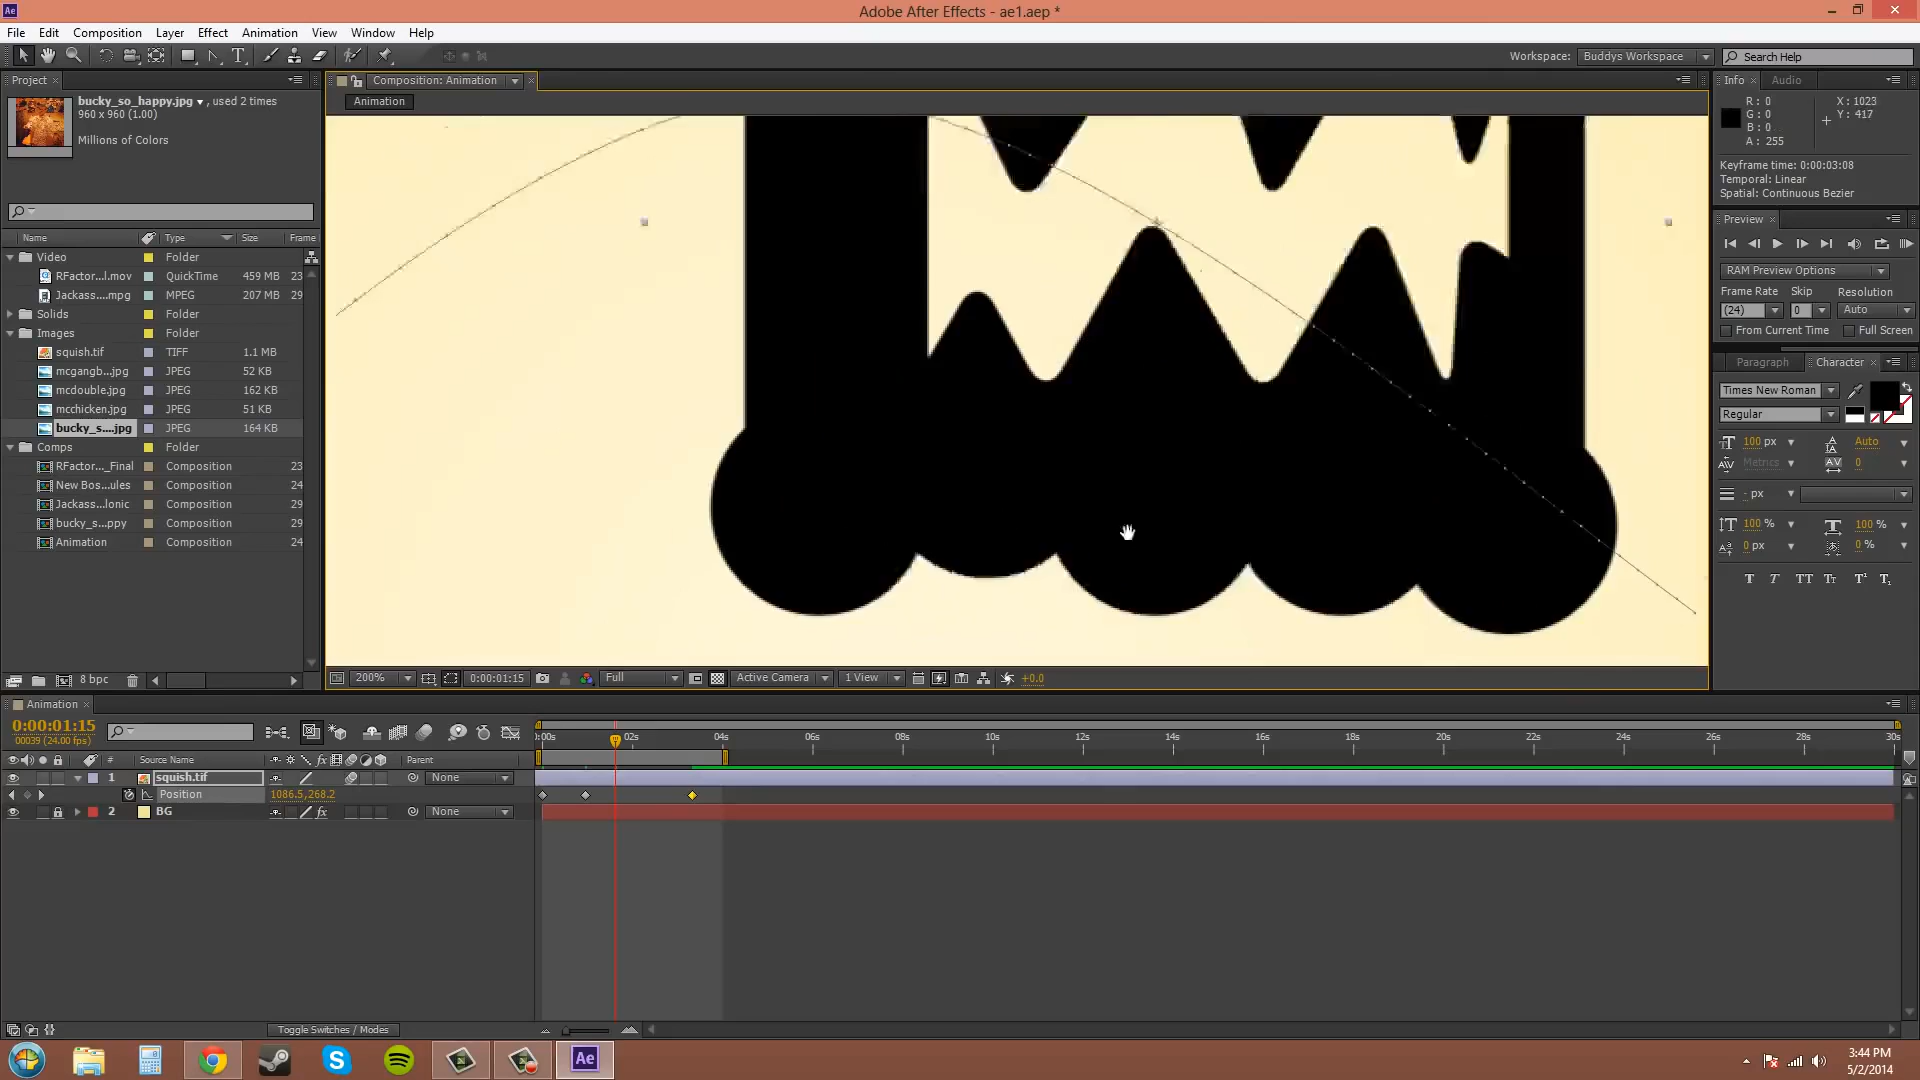 Adobe After Effects - ae1.aep *
File Edit Composition Layer Effect Animation View Window Help
Workspace: Buddys Workspace Search Help
Project
bucky_so_happy.jpg , used 2 times
960 x 960 (1.00)
Millions of Colors
Name Type Size Frame
Video Folder
RFactor...l.mov QuickTime 459 MB 23
Jackass....mpg MPEG 207 MB 29
Solids Folder
Images Folder
squish.tif TIFF 1.1 MB
mcgangb...jpg JPEG 52 KB
mcdouble.jpg JPEG 162 KB
mcchicken.jpg JPEG 51 KB
bucky_s....jpg JPEG 164 KB
Comps Folder
RFactor..._Final Composition 23
New Bos...ules Composition 24
Jackass...lonic Composition 29
bucky_s...ppy Composition 29
Animation Composition 24
8 bpc
Composition: Animation
Animation
200% 0:00:01:15 Full Active Camera 1 View +0.0
Info Audio
R: 0 X: 1023
G: 0 Y: 417
B: 0
A: 255
Keyframe time: 0:00:03:08
Temporal: Linear
Spatial: Continuous Bezier
Preview
RAM Preview Options
Frame Rate Skip Resolution
(24) 0 Auto
From Current Time Full Screen
Paragraph Character
Times New Roman
Regular
100 px Auto
Metrics 0
- px
100 % 100 %
0 px 0 %
T T TT Tt T¹ T₁
Animation
0:00:01:15
00039 (24.00 fps)
:00s 02s 04s 06s 08s 10s 12s 14s 16s 18s 20s 22s 24s 26s 28s 30s
# Source Name Parent
1 squish.tif None
Position 1086.5,268.2
2 BG None
Toggle Switches / Modes
Ae
3:44 PM
5/2/2014